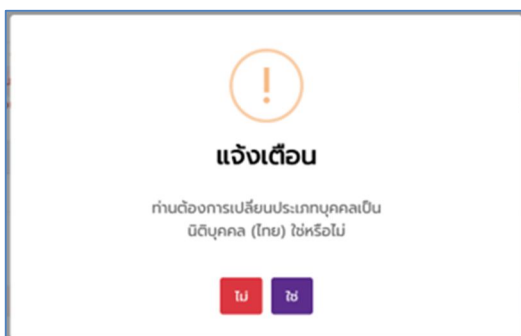 แจ้งเตือน
ท่านต้องการเปลี่ยนประเภทบุคคลเป็น
นิติบุคคล (ไทย) ใช่หรือไม่
ไม่ ใช่